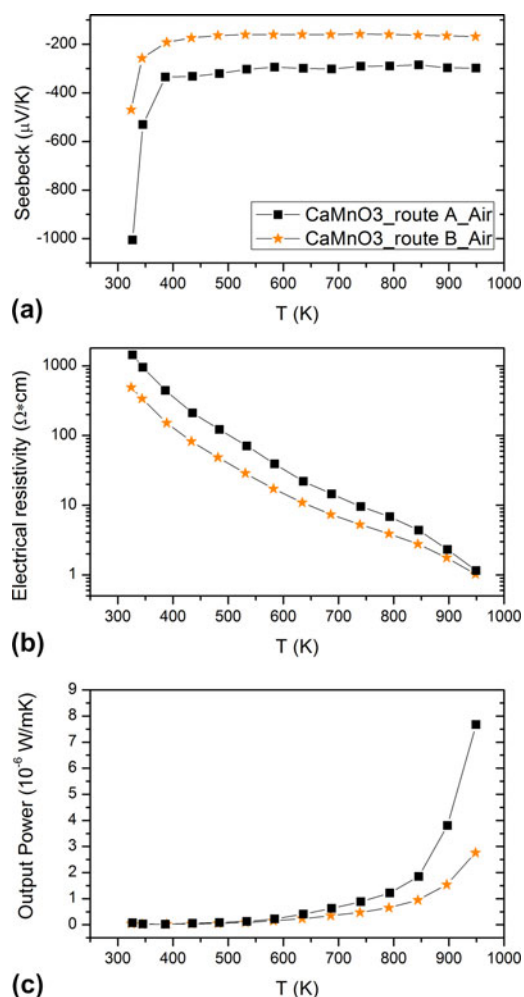 -200
-400
-600
-800
-1000
Seebeck (µV/K)
CaMnO3_route A_Air
CaMnO3_route B_Air
300 400 500 600 700 800 900 1000
T (K)
(a)
1000
100
10
1
Electrical resistivity (Ω*cm)
300 400 500 600 700 800 900 1000
T (K)
(b)
9
8
7
6
5
4
3
2
1
0
Output Power (10⁻⁶ W/mK)
300 400 500 600 700 800 900 1000
T (K)
(c)